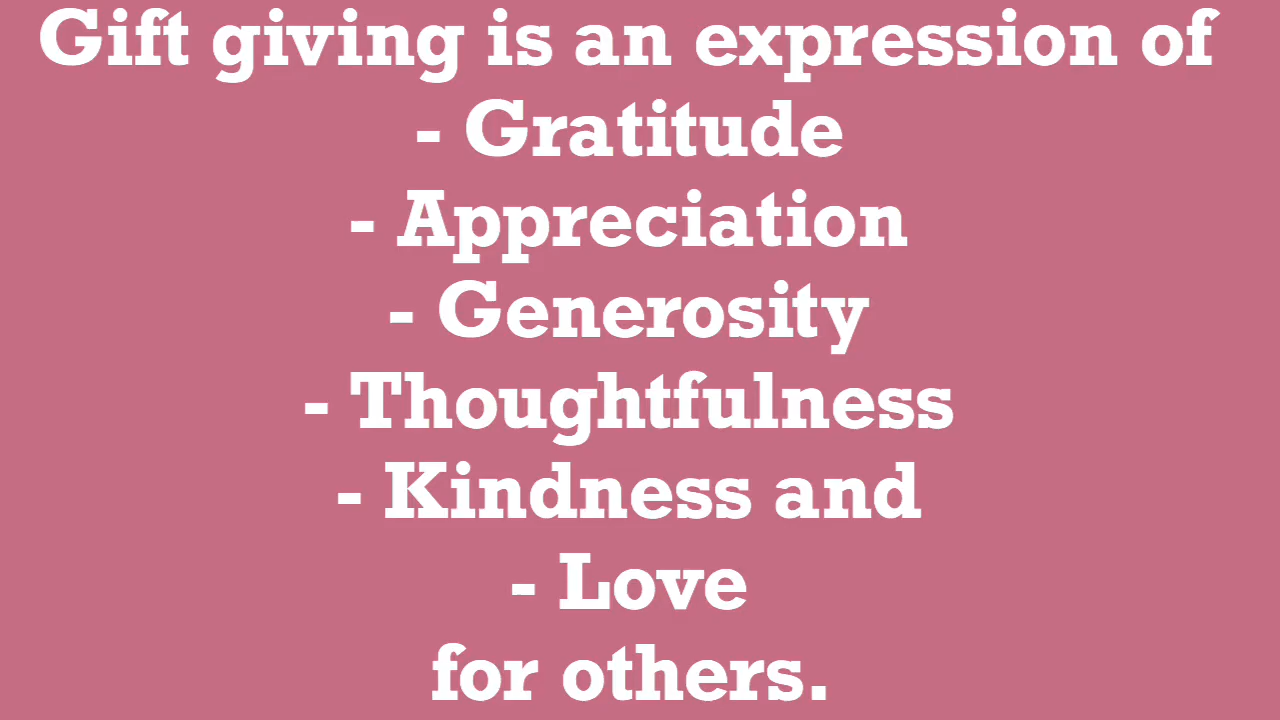 Gift giving is an expression of
- Gratitude
- Appreciation
- Generosity
- Thoughtfulness
- Kindness and
- Love
for others.